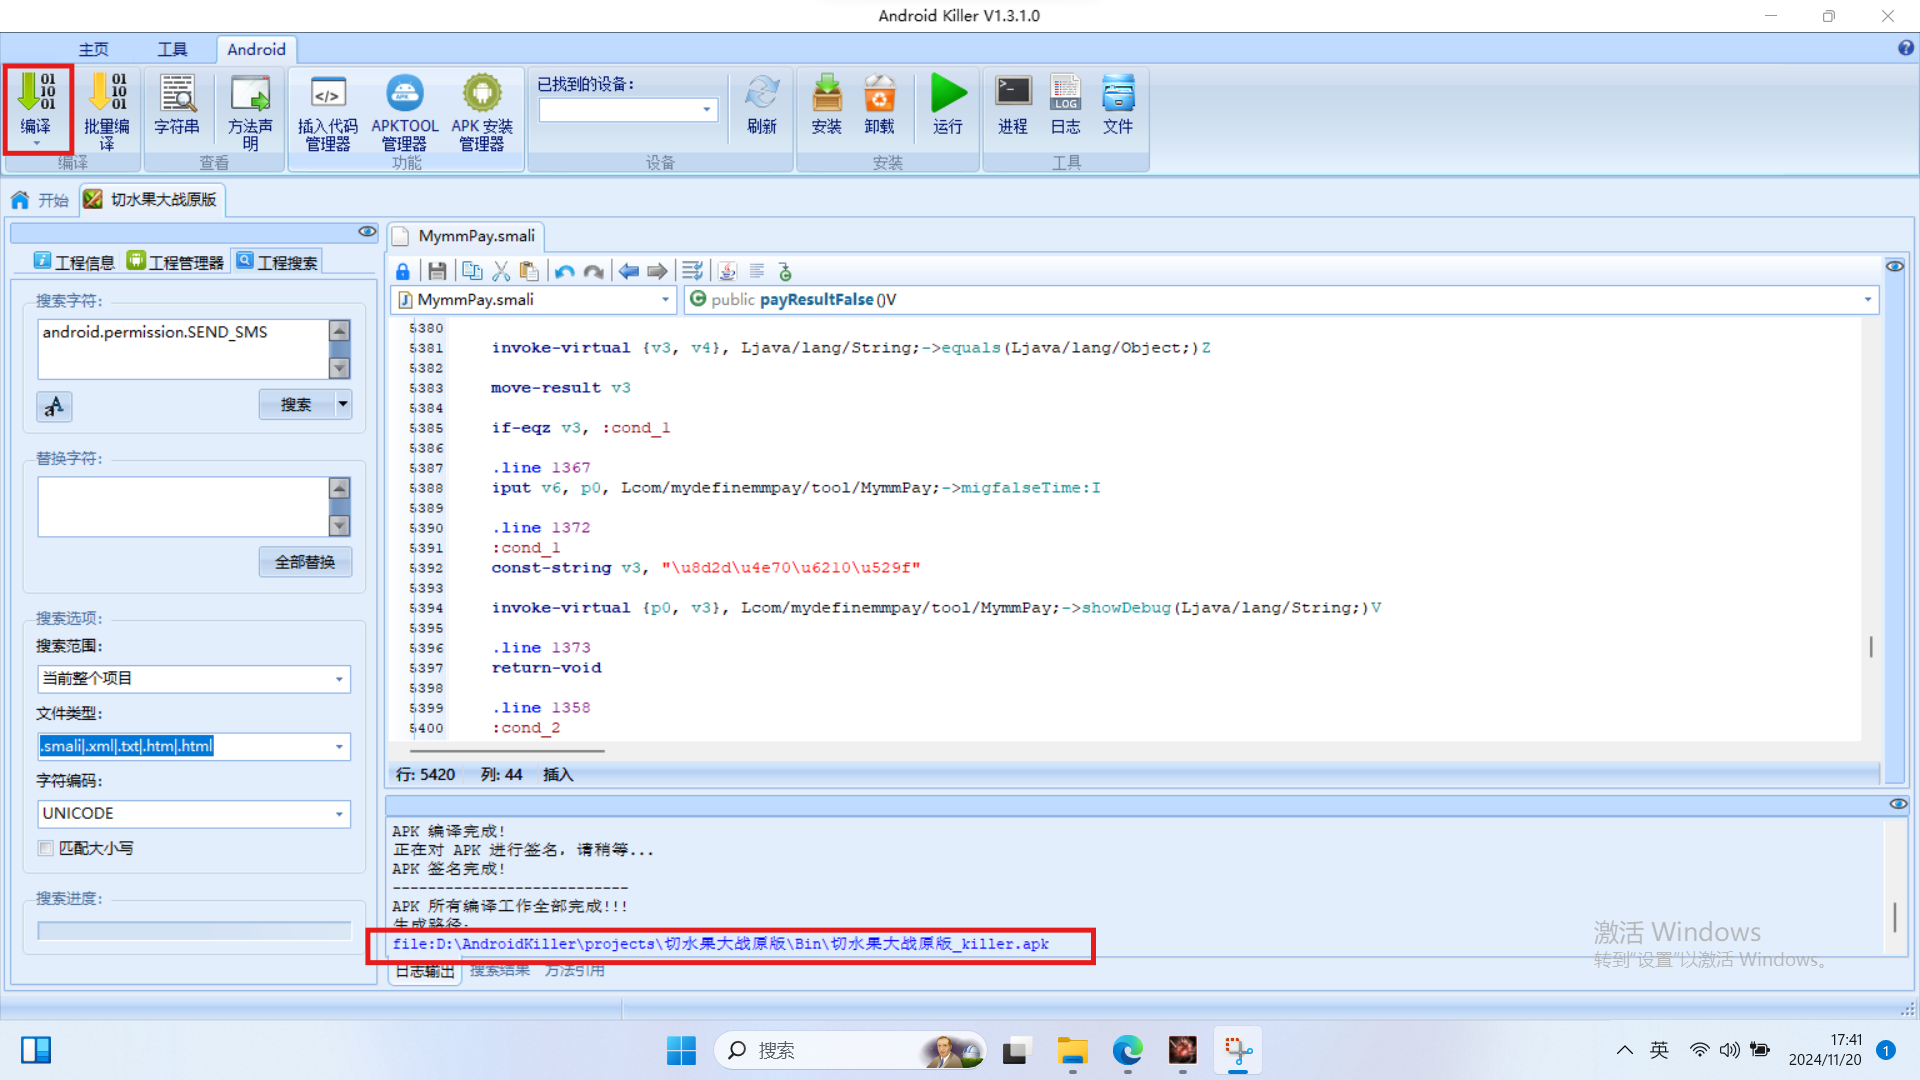 Android Killer V1.3.1.0
主页 工具 Android
编译 批量编译 字符串 方法声明 插入代码管理器 APKTOOL管理器 APK 安装管理器 已找到的设备: 刷新 安装 卸载 运行 进程 日志 文件
编译 查看 功能 设备 安装 工具
开始 切水果大战原版
工程信息 工程管理器 工程搜索
搜索字符:
android.permission.SEND_SMS
aA
搜索
替换字符:
全部替换
搜索选项:
搜索范围:
当前整个项目
文件类型:
.smali|.xml|.txt|.htm|.html
字符编码:
UNICODE
匹配大小写
搜索进度:
MymmPay.smali
MymmPay.smali public payResultFalse()V
5380
5381 invoke-virtual {v3, v4}, Ljava/lang/String;->equals(Ljava/lang/Object;)Z
5382
5383 move-result v3
5384
5385 if-eqz v3, :cond_1
5386
5387 .line 1367
5388 iput v6, p0, Lcom/mydefinemmpay/tool/MymmPay;->migfalseTime:I
5389
5390 .line 1372
5391 :cond_1
5392 const-string v3, "\u8d2d\u4e70\u6210\u529f"
5393
5394 invoke-virtual {p0, v3}, Lcom/mydefinemmpay/tool/MymmPay;->showDebug(Ljava/lang/String;)V
5395
5396 .line 1373
5397 return-void
5398
5399 .line 1358
5400 :cond_2
行: 5420 列: 44 插入
APK 编译完成!
正在对 APK 进行签名，请稍等...
APK 签名完成!
--------------------------
APK 所有编译工作全部完成!!!
生成路径:
file:D:\AndroidKiller\projects\切水果大战原版\Bin\切水果大战原版_killer.apk
日志输出 搜索结果 方法引用
激活 Windows
转到"设置"以激活 Windows。
搜索
英
17:41
2024/11/20
1